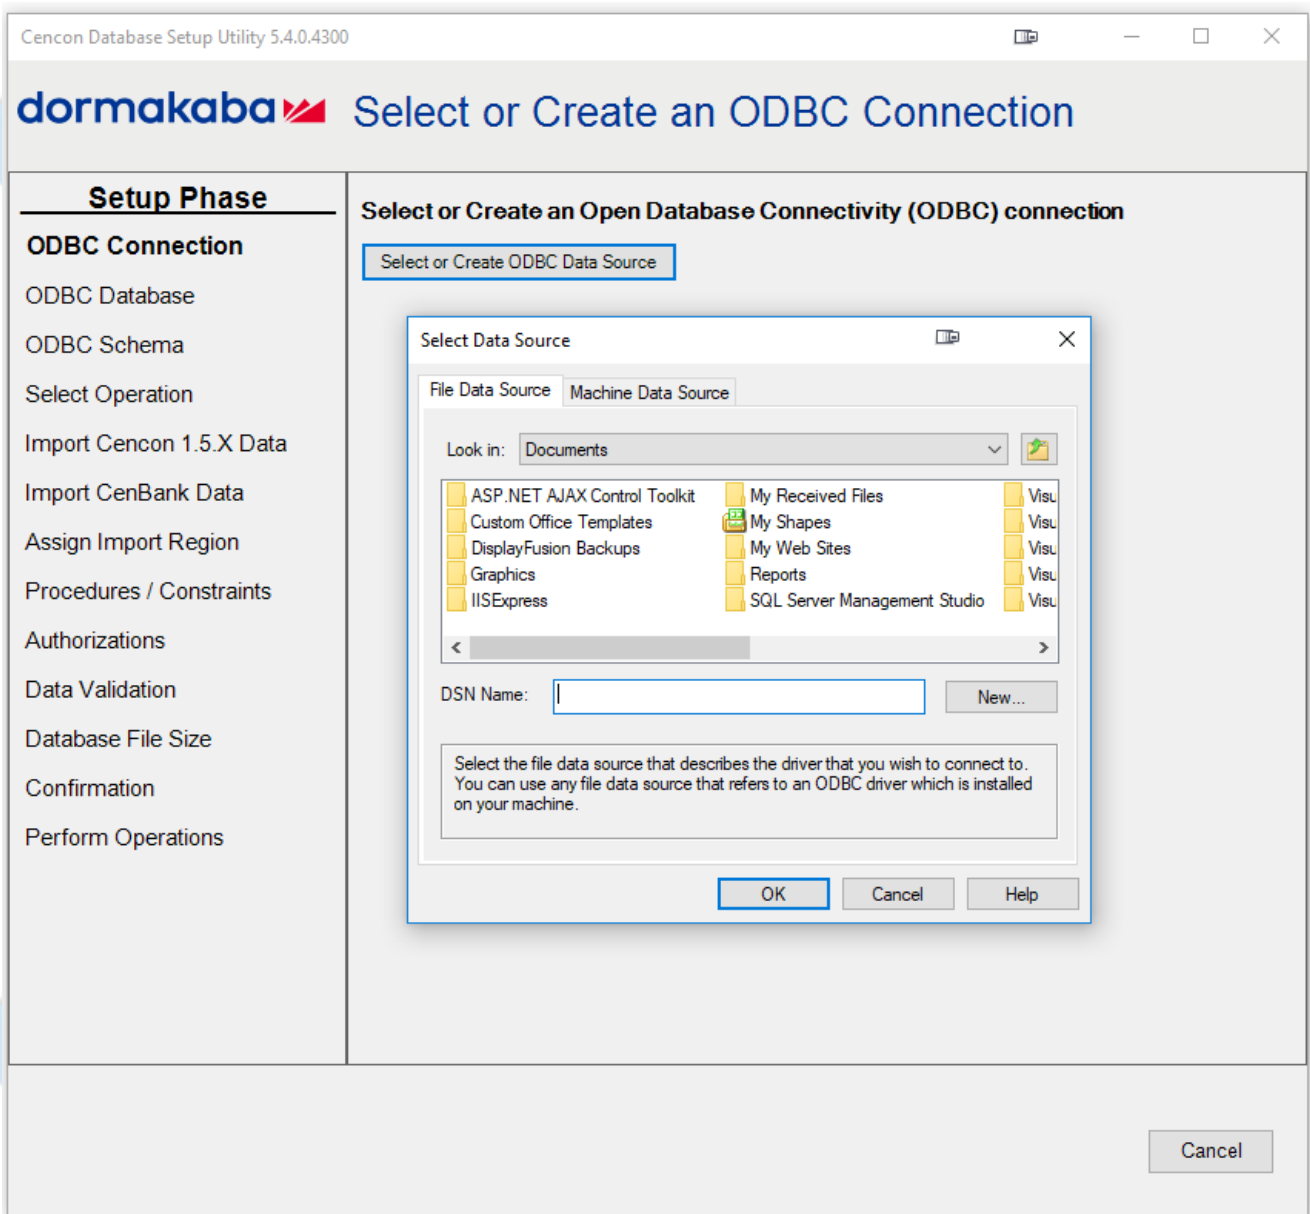 Cencon Database Setup Utility 5.4.0.4300
dormakaba Select or Create an ODBC Connection
Setup Phase
ODBC Connection
ODBC Database
ODBC Schema
Select Operation
Import Cencon 1.5.X Data
Import CenBank Data
Assign Import Region
Procedures / Constraints
Authorizations
Data Validation
Database File Size
Confirmation
Perform Operations
Select or Create an Open Database Connectivity (ODBC) connection
Select or Create ODBC Data Source
Select Data Source
File Data Source Machine Data Source
Look in: Documents
ASP.NET AJAX Control Toolkit My Received Files Visu
Custom Office Templates My Shapes Visu
DisplayFusion Backups My Web Sites Visu
Graphics Reports Visu
IISExpress SQL Server Management Studio Visu
DSN Name: New...
Select the file data source that describes the driver that you wish to connect to.
You can use any file data source that refers to an ODBC driver which is installed
on your machine.
OK Cancel Help
Cancel